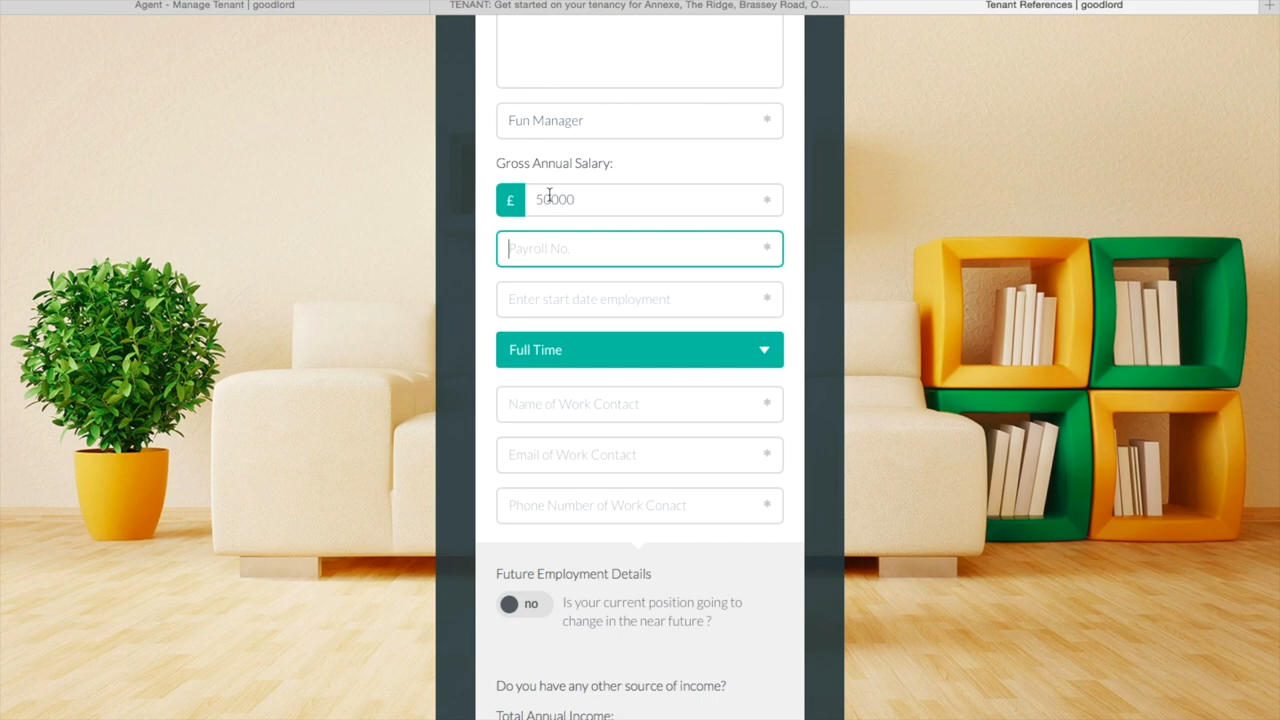 Agent - Manage Tenant | goodlord
TENANT: Get started on your tenancy for Annexe, The Ridge, Brassey Road, O...
Tenant References | goodlord
+
Fun Manager *
Gross Annual Salary:
£ 50000 *
Payroll No. *
Enter start date employment *
Full Time
Name of Work Contact *
Email of Work Contact *
Phone Number of Work Conact *
Future Employment Details
no Is your current position going to
change in the near future ?
Do you have any other source of income?
Total Annual Income: